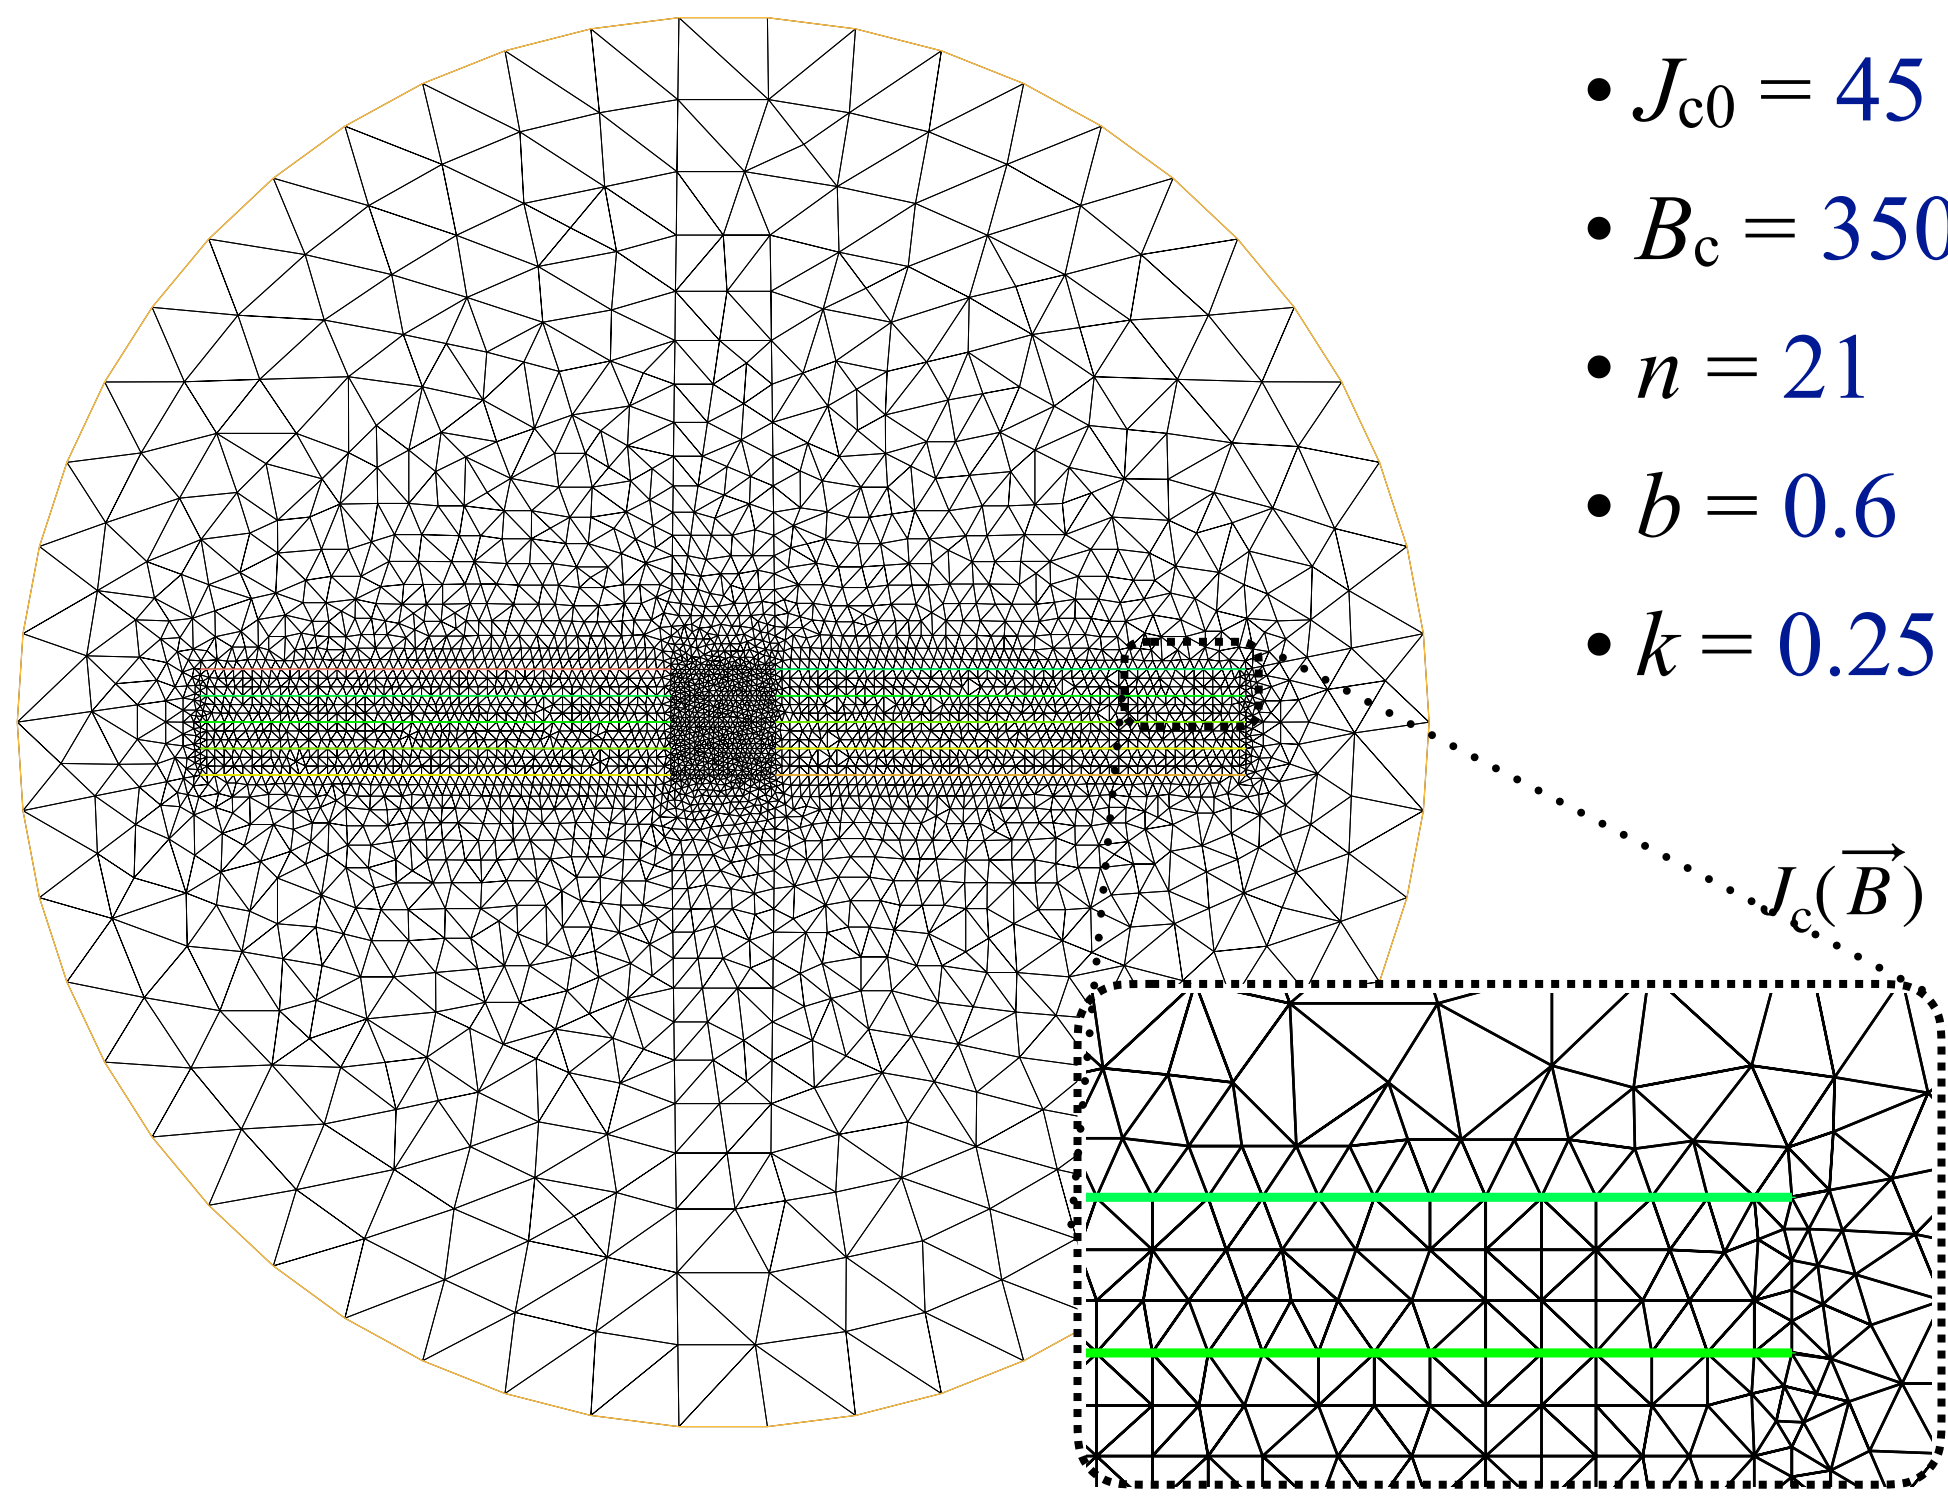 • J_c0 = 45
• B_c = 350
• n = 21
• b = 0.6
• k = 0.25
J_c(B⃗)